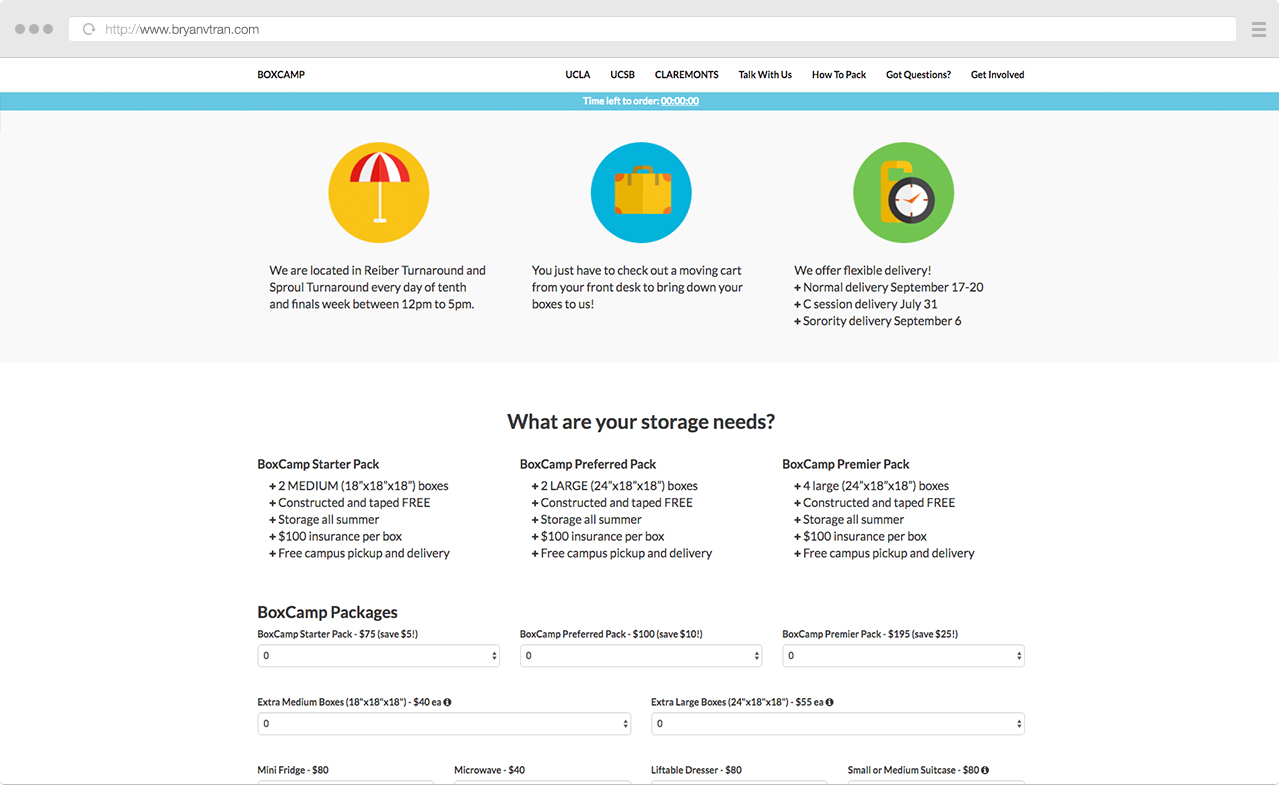 http://www.bryanvtran.com
BOXCAMP UCLA UCSB CLAREMONTS Talk With Us How To Pack Got Questions? Get Involved
Time left to order: 00:00:00
We are located in Reiber Turnaround and
Sproul Turnaround every day of tenth
and finals week between 12pm to 5pm.
You just have to check out a moving cart
from your front desk to bring down your
boxes to us!
We offer flexible delivery!
+ Normal delivery September 17-20
+ C session delivery July 31
+ Sorority delivery September 6
What are your storage needs?
BoxCamp Starter Pack
+ 2 MEDIUM (18”x18”x18”) boxes
+ Constructed and taped FREE
+ Storage all summer
+ $100 insurance per box
+ Free campus pickup and delivery
BoxCamp Preferred Pack
+ 2 LARGE (24”x18”x18”) boxes
+ Constructed and taped FREE
+ Storage all summer
+ $100 insurance per box
+ Free campus pickup and delivery
BoxCamp Premier Pack
+ 4 large (24”x18”x18”) boxes
+ Constructed and taped FREE
+ Storage all summer
+ $100 insurance per box
+ Free campus pickup and delivery
BoxCamp Packages
BoxCamp Starter Pack - $75 (save $5!)
0
BoxCamp Preferred Pack - $100 (save $10!)
0
BoxCamp Premier Pack - $195 (save $25!)
0
Extra Medium Boxes (18"x18"x18") - $40 ea
0
Extra Large Boxes (24"x18"x18") - $55 ea
0
Mini Fridge - $80
Microwave - $40
Liftable Dresser - $80
Small or Medium Suitcase - $80